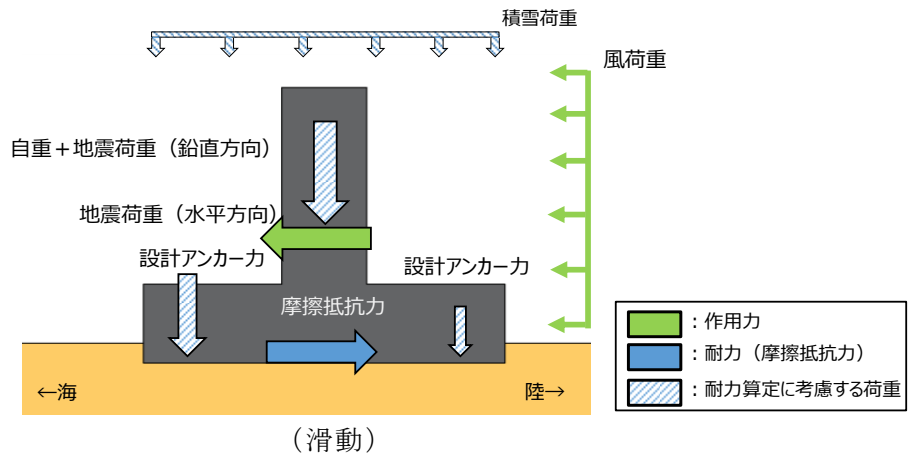 積雪荷重
風荷重
自重+地震荷重(鉛直方向)
地震荷重(水平方向)
設計アンカー力
設計アンカー力
摩擦抵抗力
:作用力
:耐力(摩擦抵抗力)
:耐力算定に考慮する荷重
←海
陸→
(滑動)